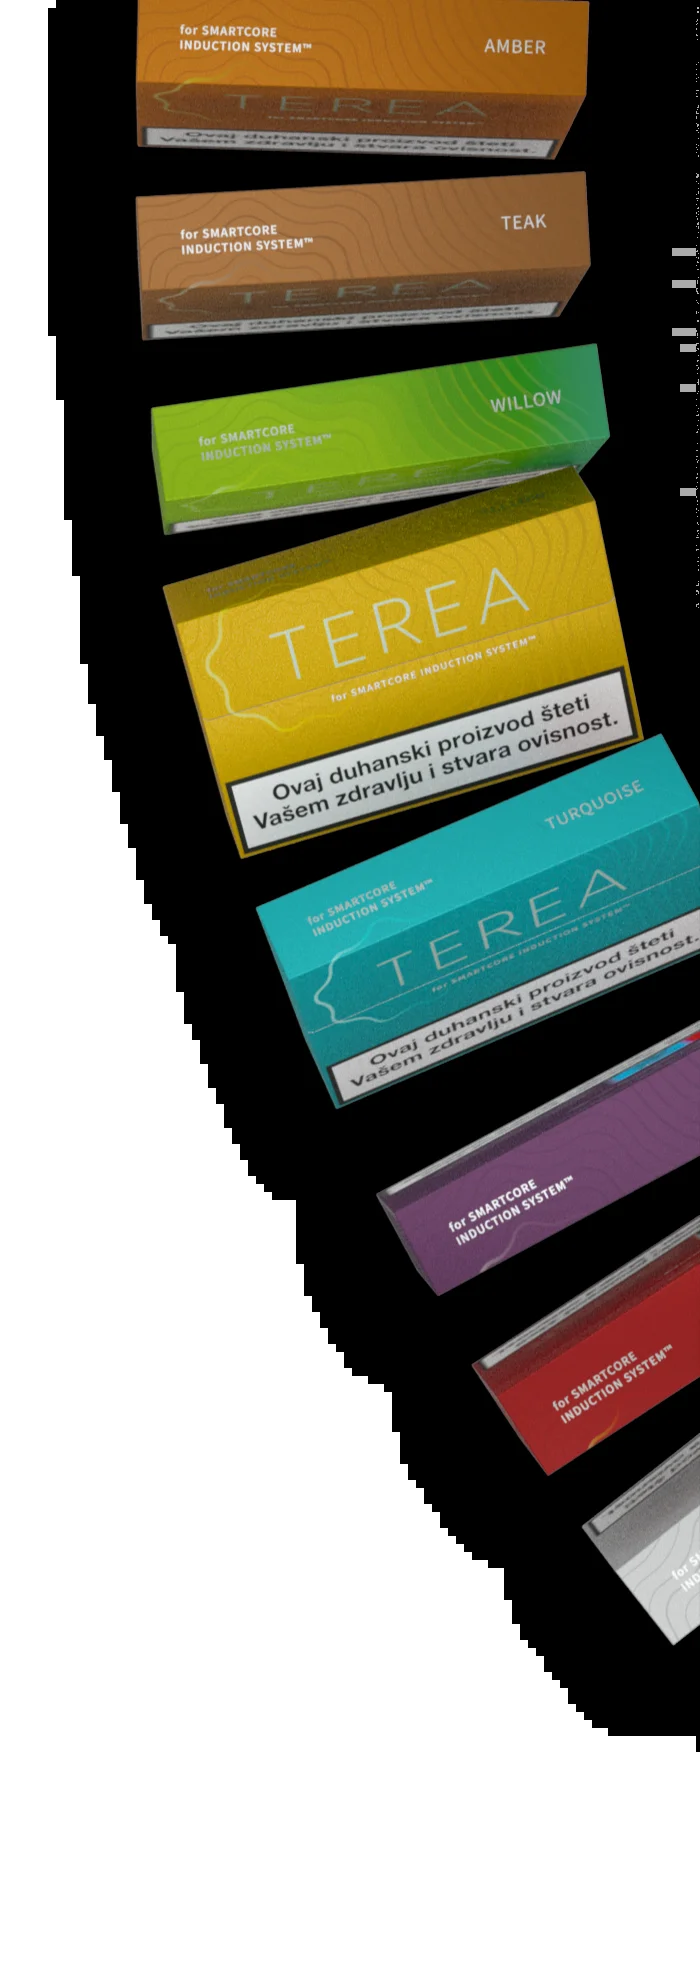 for SMARTCORE
INDUCTION SYSTEM™
AMBER
TEREA
Ovaj duhanski proizvod šteti
Vašem zdravlju i stvara ovisnost.
for SMARTCORE
INDUCTION SYSTEM™
TEAK
TEREA
Ovaj duhanski proizvod šteti
Vašem zdravlju i stvara ovisnost.
for SMARTCORE
INDUCTION SYSTEM™
WILLOW
TEREA
TEREA
for SMARTCORE INDUCTION SYSTEM™
Ovaj duhanski proizvod šteti
Vašem zdravlju i stvara ovisnost.
for SMARTCORE
INDUCTION SYSTEM™
TURQUOISE
TEREA
for SMARTCORE INDUCTION SYSTEM™
Ovaj duhanski proizvod šteti
Vašem zdravlju i stvara ovisnost.
for SMARTCORE
INDUCTION SYSTEM™
for SMARTCORE
INDUCTION SYSTEM™
for